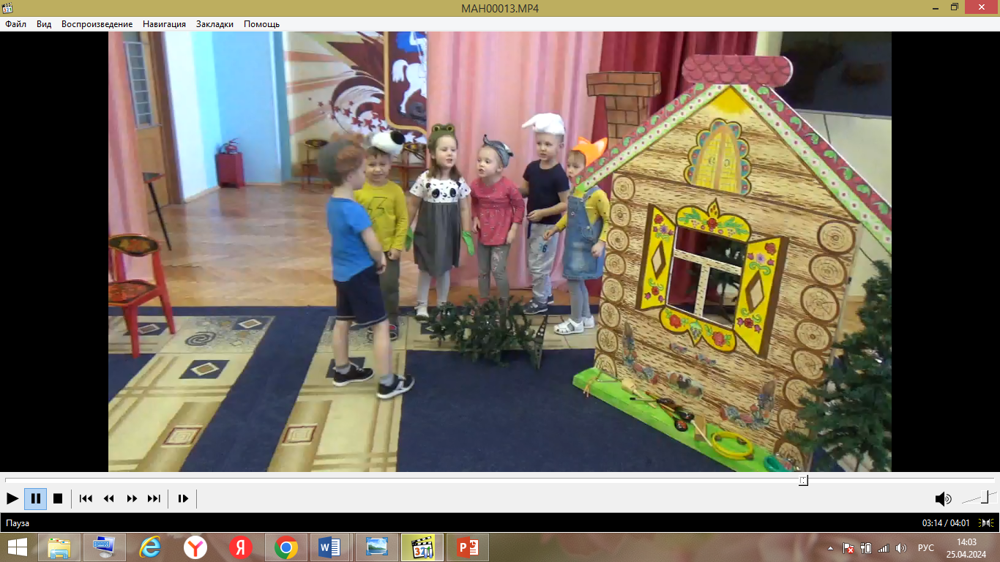 MAH00013.MP4
Файл Вид Воспроизведение Навигация Закладки Помощь
Пауза
03:14 / 04:01
РУС
14:03
25.04.2024